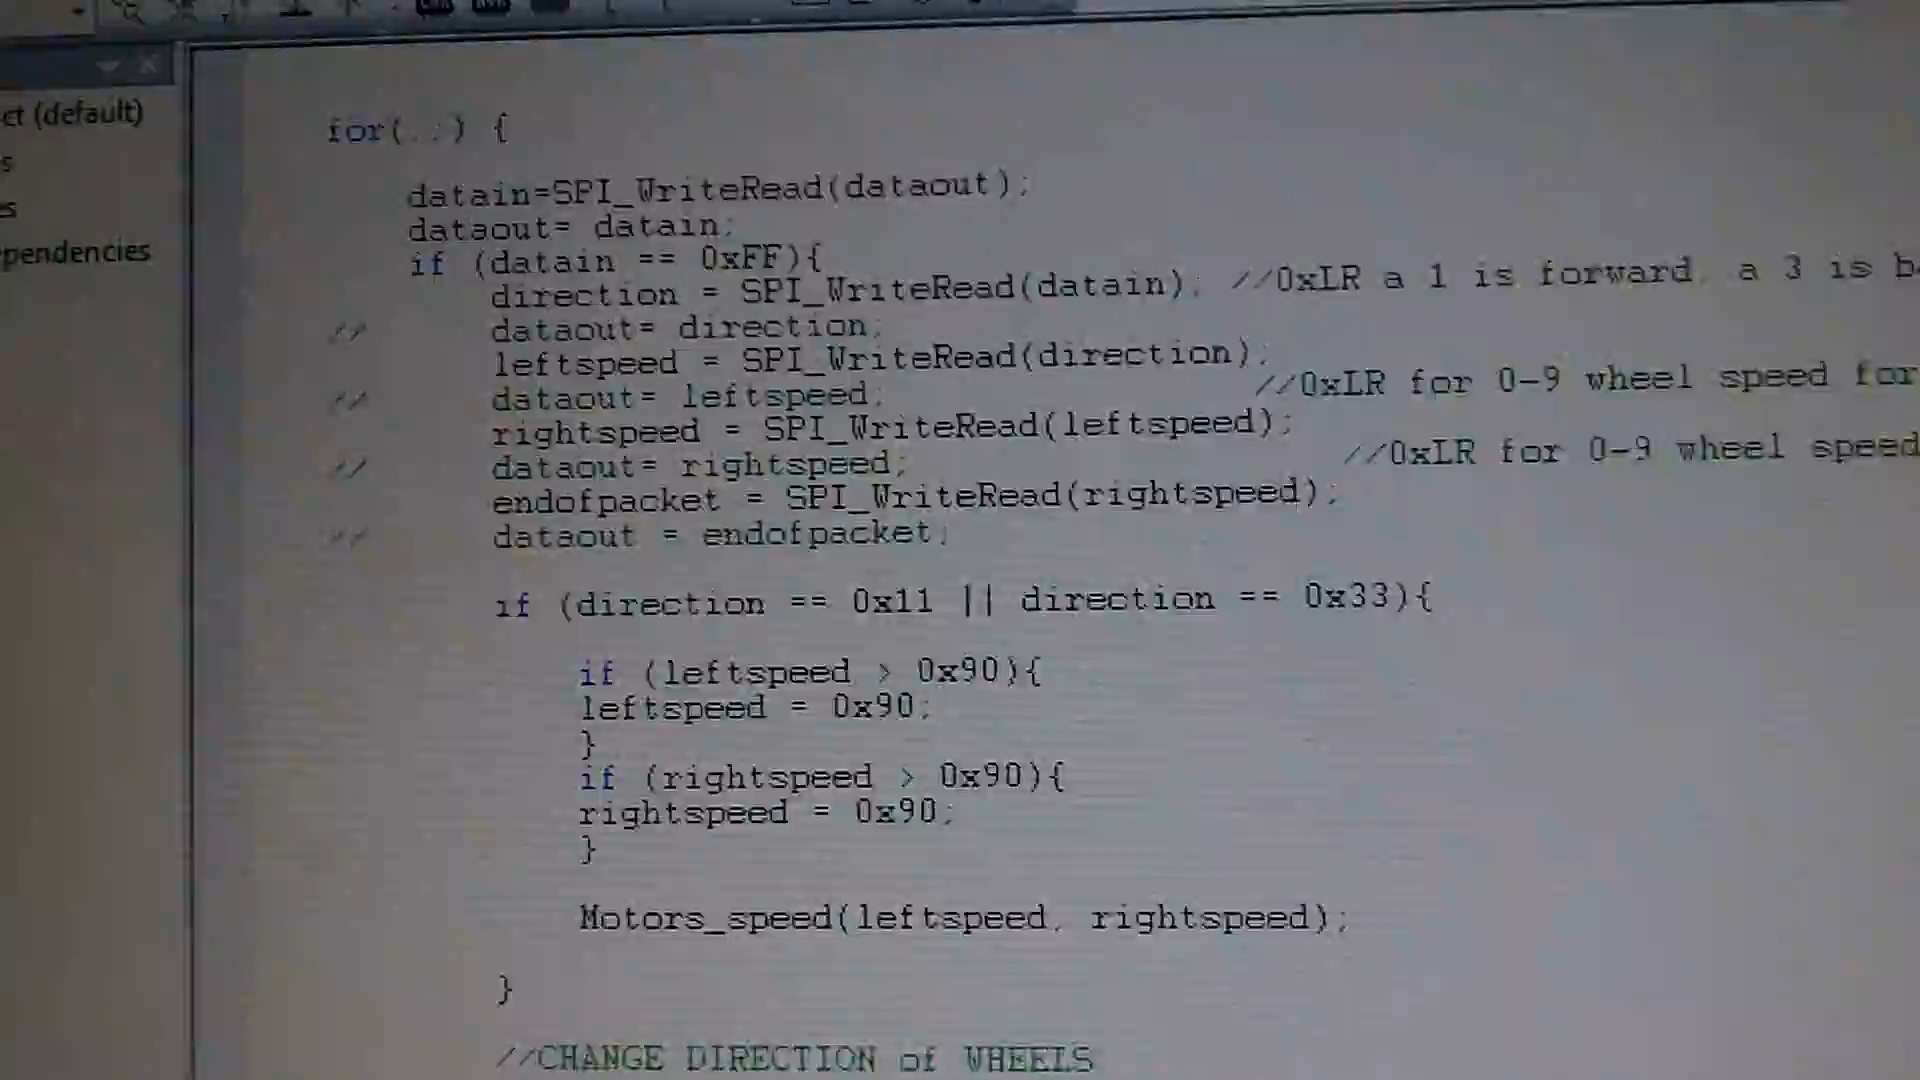 ct (default)
s
es
pendencies
for(;;) {
datain=SPI_WriteRead(dataout);
dataout= datain;
if (datain == 0xFF){
direction = SPI_WriteRead(datain); //0xLR a 1 is forward, a 3 is b
// dataout= direction;
leftspeed = SPI_WriteRead(direction);
// dataout= leftspeed; //0xLR for 0-9 wheel speed for
rightspeed = SPI_WriteRead(leftspeed);
// dataout= rightspeed; //0xLR for 0-9 wheel speed
endofpacket = SPI_WriteRead(rightspeed);
// dataout = endofpacket;
if (direction == 0x11 || direction == 0x33){
if (leftspeed > 0x90){
leftspeed = 0x90;
}
if (rightspeed > 0x90){
rightspeed = 0x90;
}
Motors_speed(leftspeed, rightspeed);
}
//CHANGE DIRECTION of WHEELS